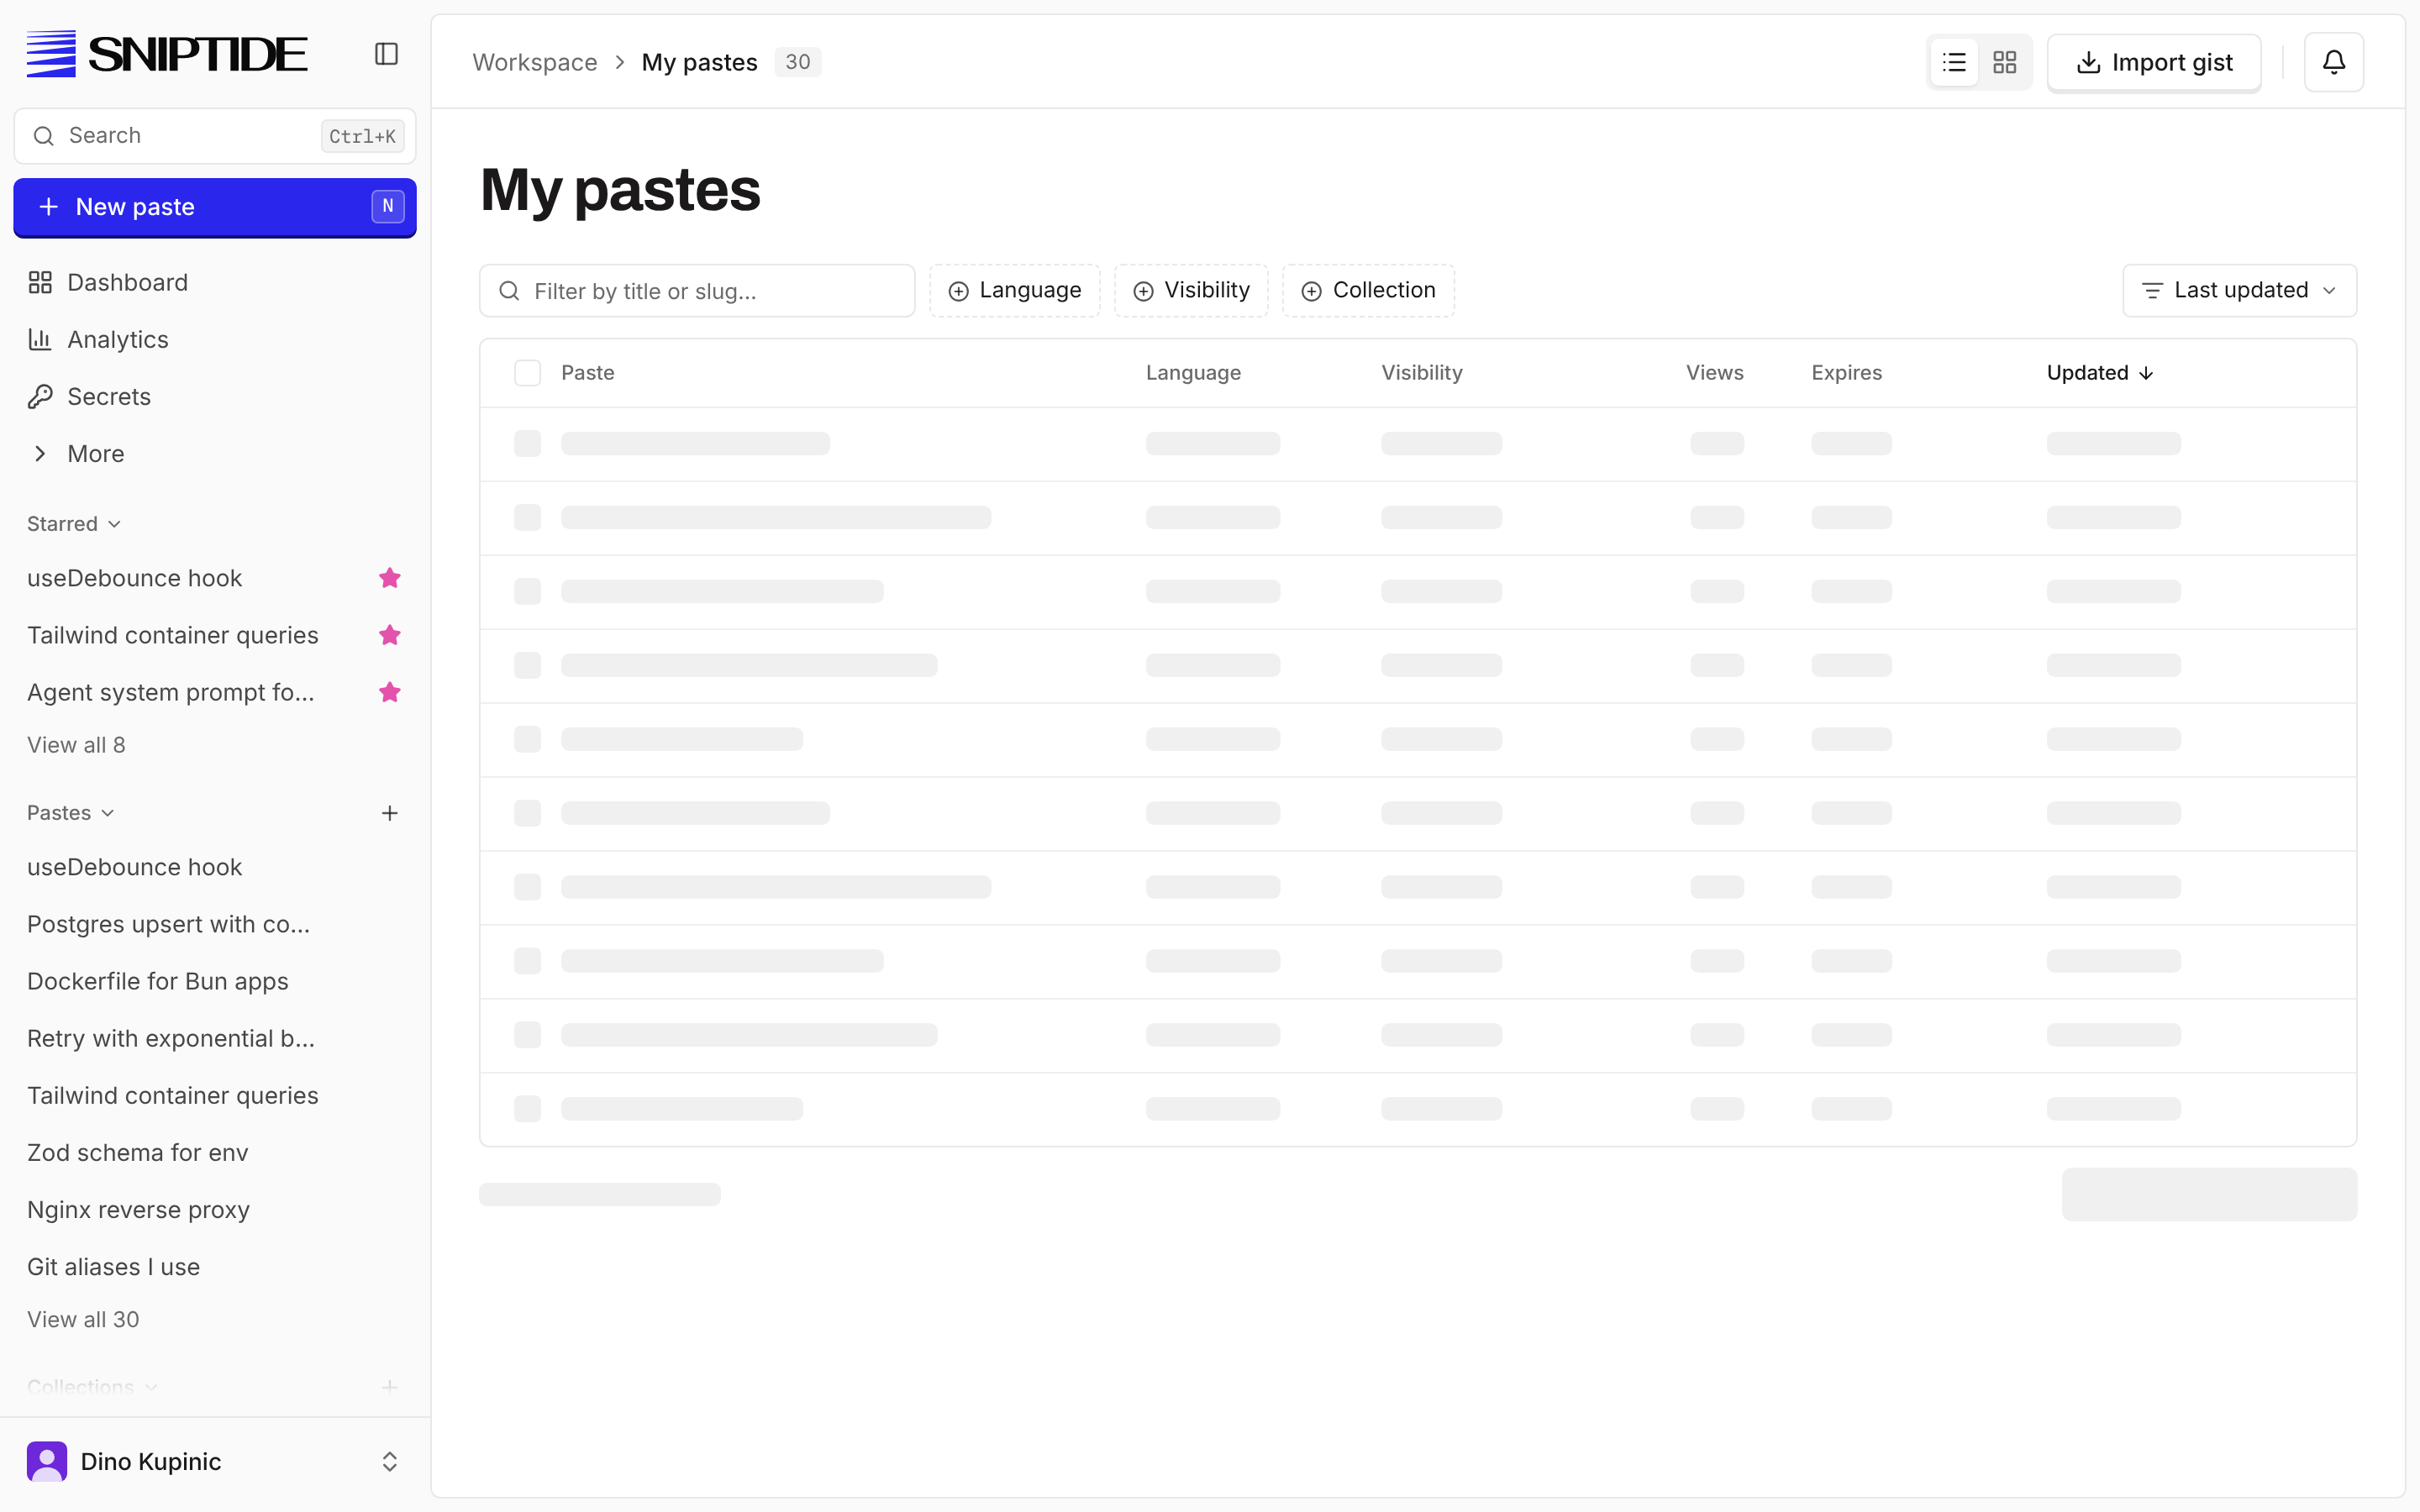 SNIPTIDE
Search Ctrl+K
New paste N
Dashboard
Analytics
Secrets
More
Starred
useDebounce hook
Tailwind container queries
Agent system prompt fo...
View all 8
Pastes
useDebounce hook
Postgres upsert with co...
Dockerfile for Bun apps
Retry with exponential b...
Tailwind container queries
Zod schema for env
Nginx reverse proxy
Git aliases I use
View all 30
Collections
Dino Kupinic
Workspace My pastes 30
Import gist
My pastes
Filter by title or slug... Language Visibility Collection Last updated
Paste Language Visibility Views Expires Updated